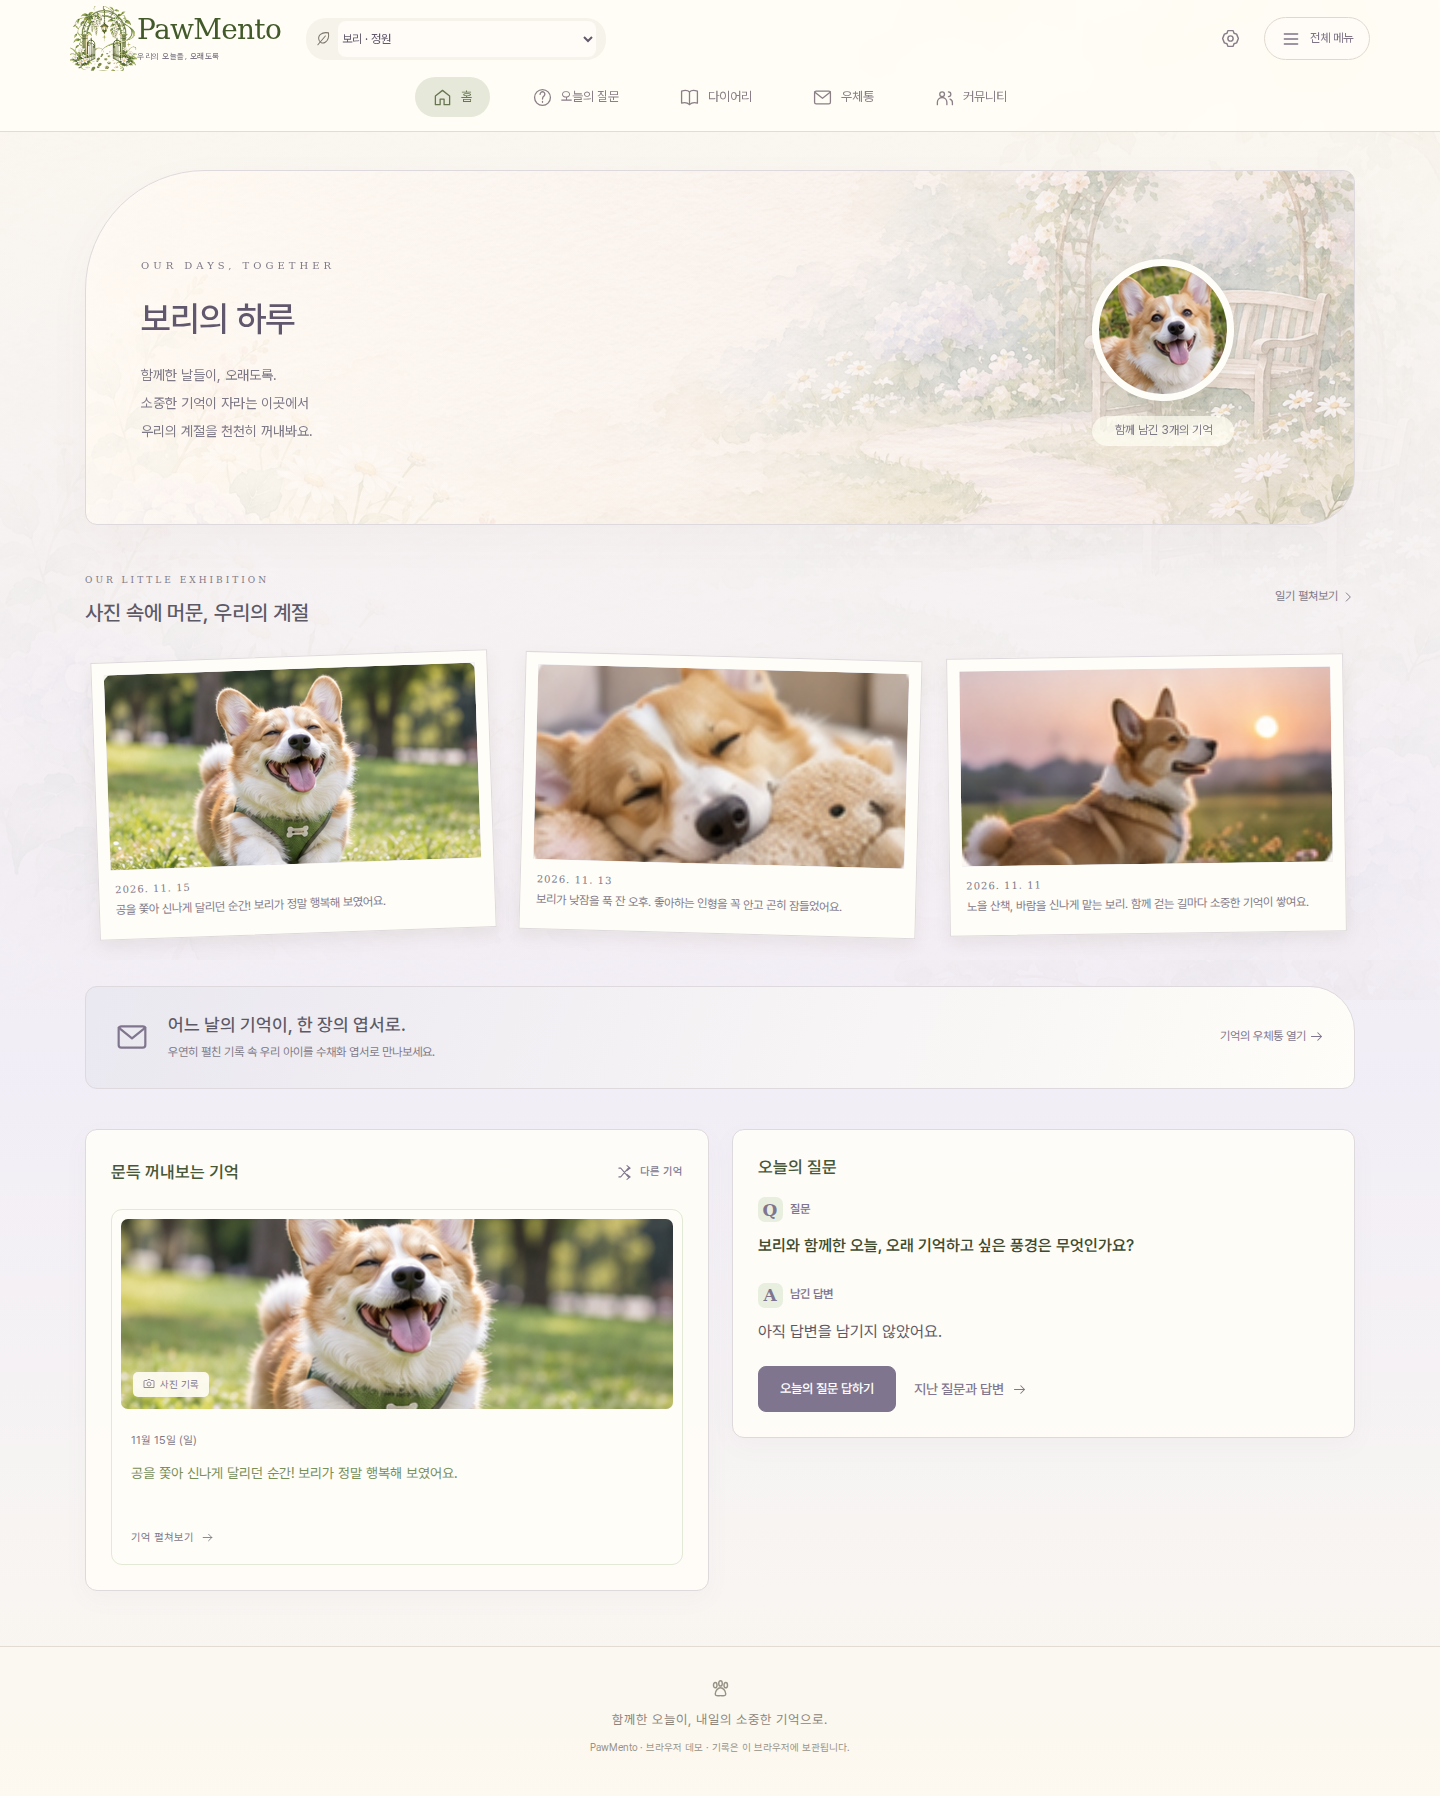 PawMento
우리의 오늘을, 오래도록
보리 · 정원
전체 메뉴
홈
오늘의 질문
다이어리
우체통
커뮤니티
OUR DAYS, TOGETHER
보리의 하루
함께한 날들이, 오래도록.
소중한 기억이 자라는 이곳에서
우리의 계절을 천천히 꺼내봐요.
함께 남긴 3개의 기억
OUR LITTLE EXHIBITION
사진 속에 머문, 우리의 계절
일기 펼쳐보기
2026. 11. 15
공을 쫓아 신나게 달리던 순간! 보리가 정말 행복해 보였어요.
2026. 11. 13
보리가 낮잠을 푹 잔 오후. 좋아하는 인형을 꼭 안고 곤히 잠들었어요.
2026. 11. 11
노을 산책, 바람을 신나게 맡는 보리. 함께 걷는 길마다 소중한 기억이 쌓여요.
어느 날의 기억이, 한 장의 엽서로.
우연히 펼친 기록 속 우리 아이를 수채화 엽서로 만나보세요.
기억의 우체통 열기 →
문득 꺼내보는 기억
다른 기억
사진 기록
11월 15일 (일)
공을 쫓아 신나게 달리던 순간! 보리가 정말 행복해 보였어요.
기억 펼쳐보기 →
오늘의 질문
Q 질문
보리와 함께한 오늘, 오래 기억하고 싶은 풍경은 무엇인가요?
A 남긴 답변
아직 답변을 남기지 않았어요.
오늘의 질문 답하기
지난 질문과 답변 →
함께한 오늘이, 내일의 소중한 기억으로.
PawMento · 브라우저 데모 · 기록은 이 브라우저에 보관됩니다.